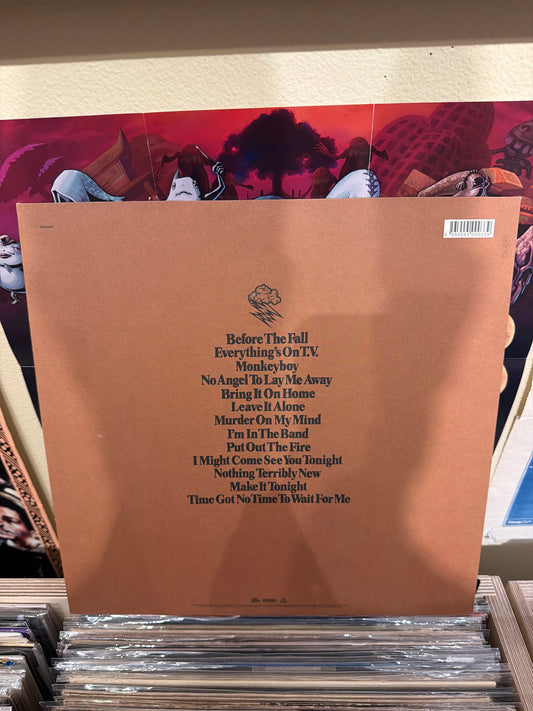 Before The Fall
Everything's On T.V.
Monkeyboy
No Angel To Lay Me Away
Bring It On Home
Leave It Alone
Murder On My Mind
I'm In The Band
Put Out The Fire
I Might Come See You Tonight
Nothing Terribly New
Make It Tonight
Time Got No Time To Wait For Me